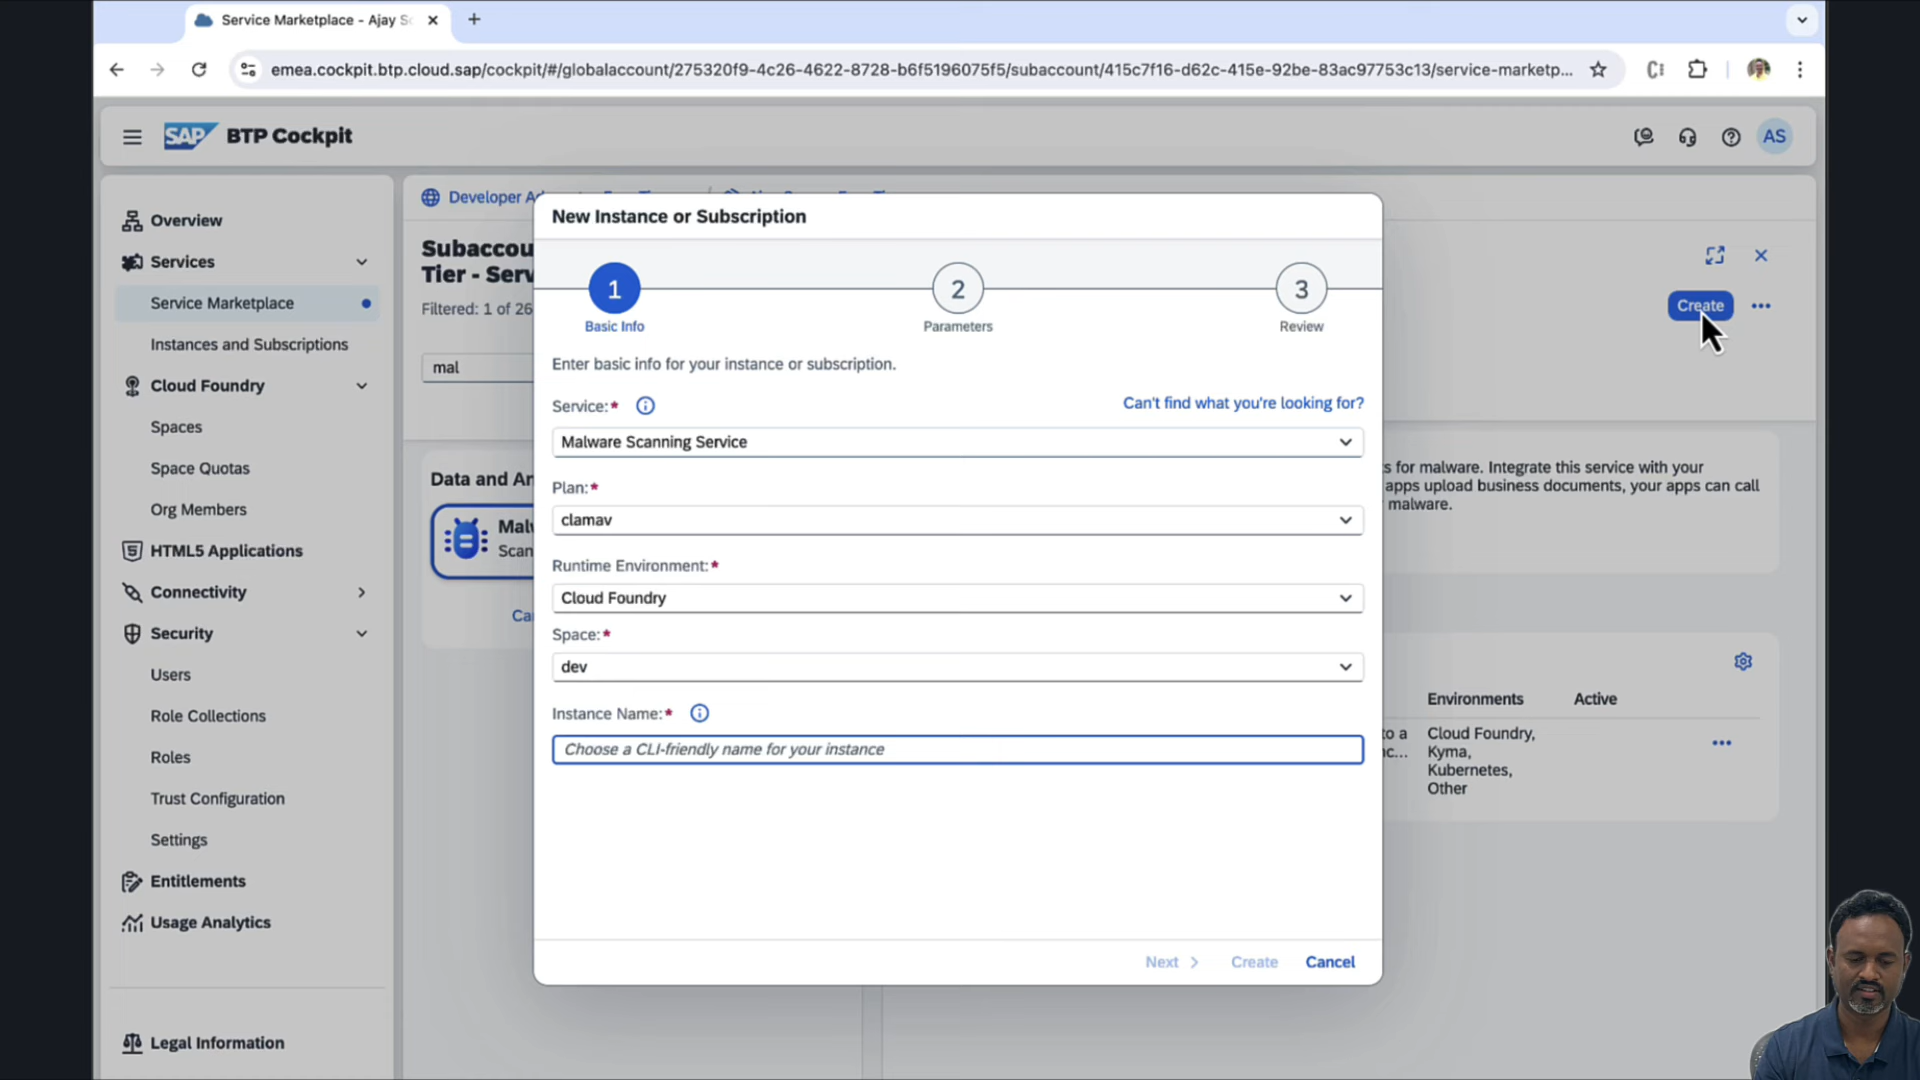 Service Marketplace - Ajay Sc
emea.cockpit.btp.cloud.sap/cockpit/#/globalaccount/275320f9-4c26-4622-8728-b6f5196075f5/subaccount/415c7f16-d62c-415e-92be-83ac97753c13/service-marketp...
SAP BTP Cockpit
AS
Overview
Services
Service Marketplace
Instances and Subscriptions
Cloud Foundry
Spaces
Space Quotas
Org Members
HTML5 Applications
Connectivity
Security
Users
Role Collections
Roles
Trust Configuration
Settings
Entitlements
Usage Analytics
Legal Information
Developer Ad
Subaccou
Tier - Serv
Filtered: 1 of 26
mal
Data and An
Malw
Scan
Can
Create
New Instance or Subscription
1
2
3
Basic Info
Parameters
Review
Enter basic info for your instance or subscription.
Service:*
Can't find what you're looking for?
Malware Scanning Service
Plan:*
clamav
Runtime Environment:*
Cloud Foundry
Space:*
dev
Instance Name:*
Choose a CLI-friendly name for your instance
Next
Create
Cancel
s for malware. Integrate this service with your
apps upload business documents, your apps can call
malware.
Environments
Active
to a
nc...
Cloud Foundry,
Kyma,
Kubernetes,
Other